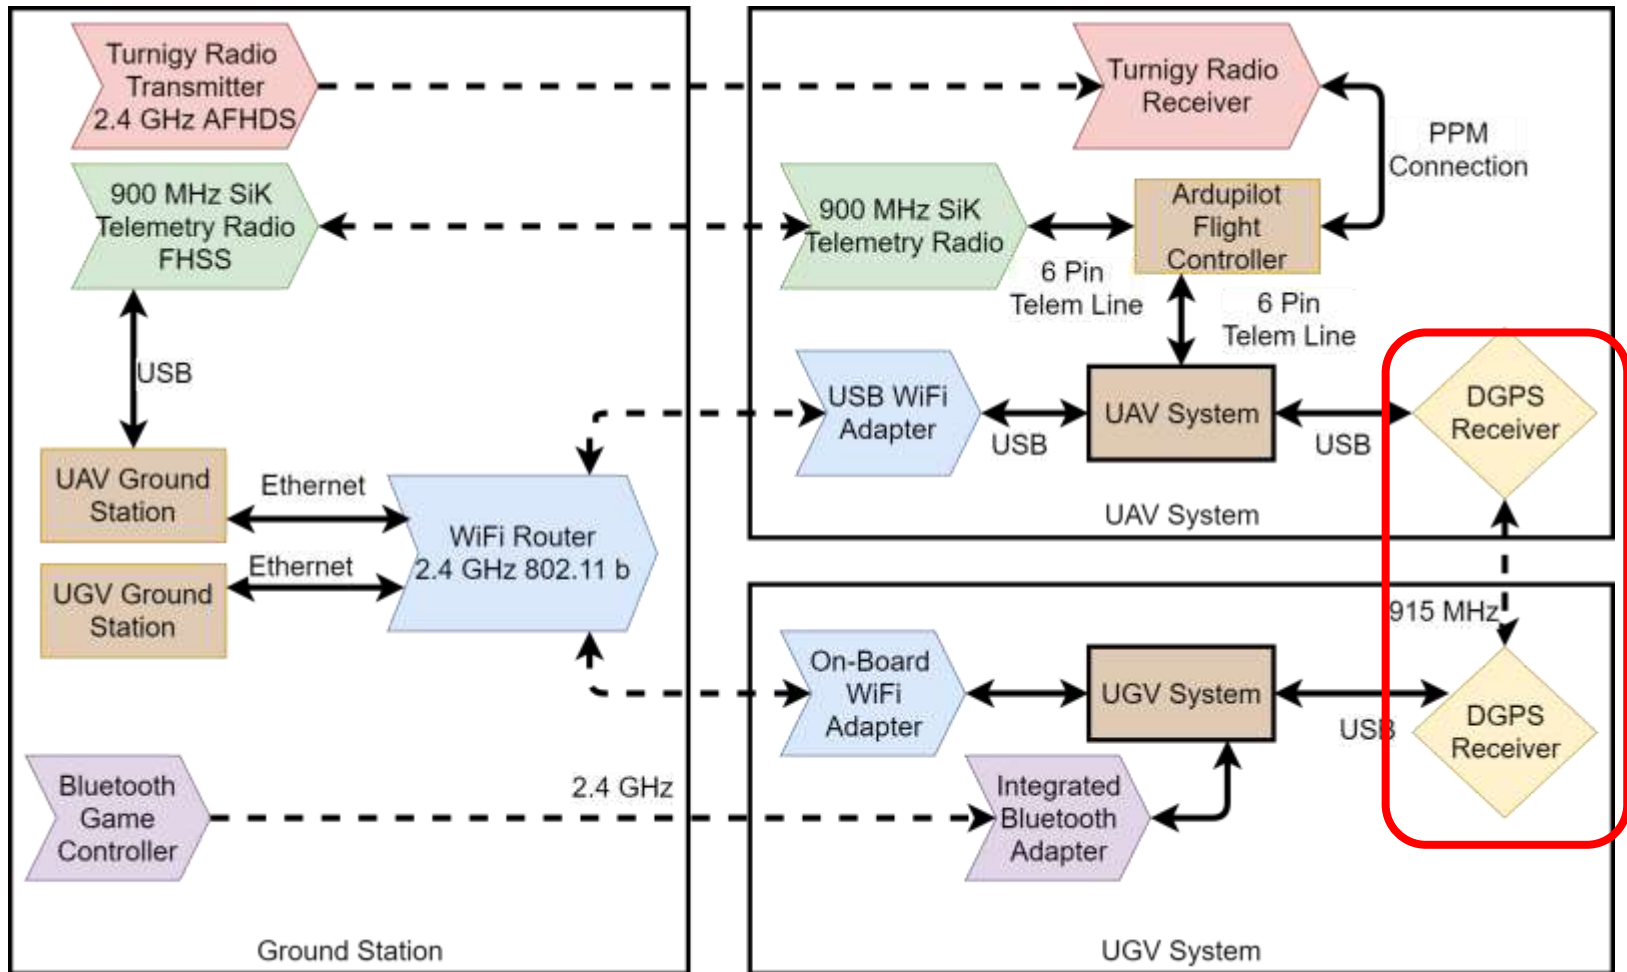 Turnigy Radio
Transmitter
2.4 GHz AFHDS
900 MHz SiK
Telemetry Radio
FHSS
USB
UAV Ground
Station
Ethernet
UGV Ground
Station
Ethernet
WiFi Router
2.4 GHz 802.11 b
Bluetooth
Game
Controller
2.4 GHz
Ground Station
Turnigy Radio
Receiver
PPM
Connection
900 MHz SiK
Telemetry Radio
Ardupilot
Flight
Controller
6 Pin
Telem Line
6 Pin
Telem Line
USB WiFi
Adapter
USB
UAV System
USB
DGPS
Receiver
UAV System
915 MHz
On-Board
WiFi
Adapter
UGV System
USB
DGPS
Receiver
Integrated
Bluetooth
Adapter
UGV System